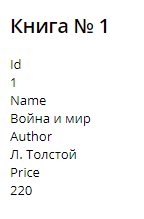 Книга № 1
Id
1
Name
Война и мир
Author
Л. Толстой
Price
220